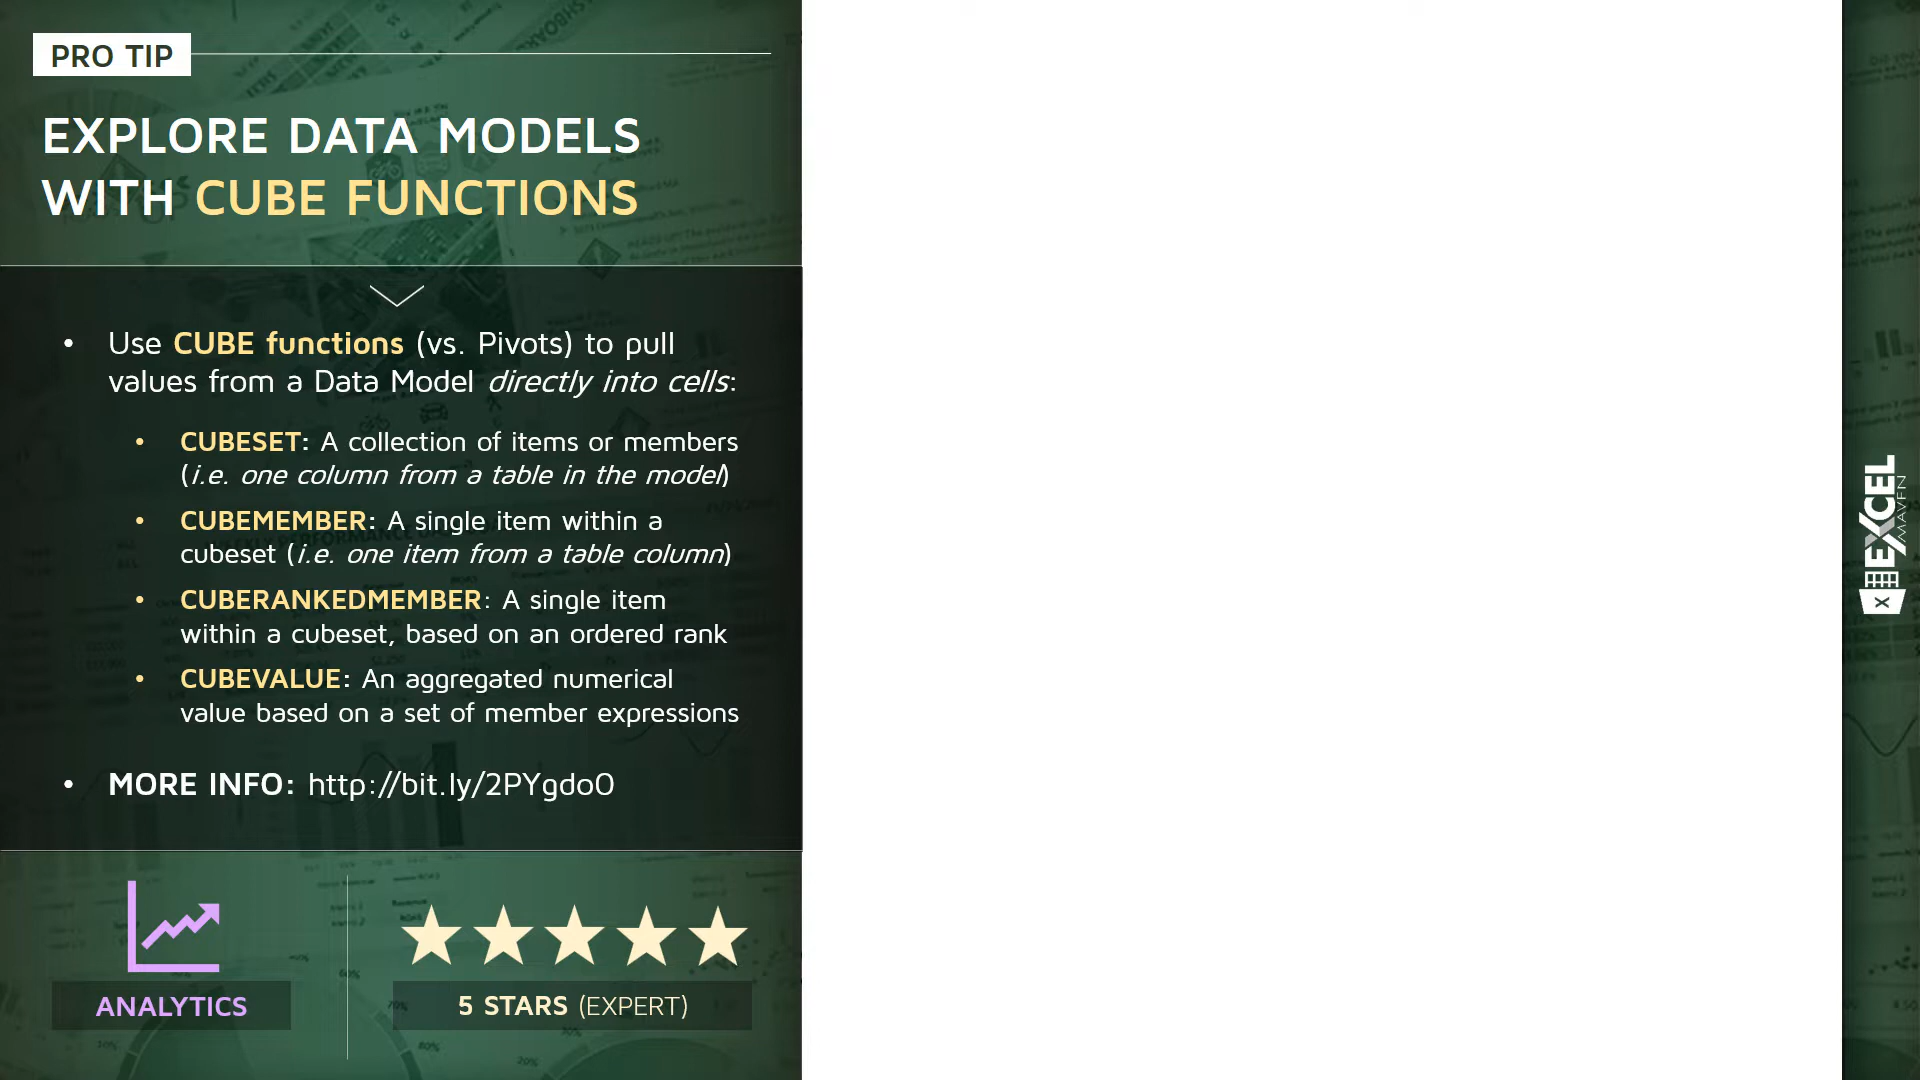 PRO TIP
EXPLORE DATA MODELS
WITH CUBE FUNCTIONS
• Use CUBE functions (vs. Pivots) to pull
values from a Data Model directly into cells:
• CUBESET: A collection of items or members
(i.e. one column from a table in the model)
• CUBEMEMBER: A single item within a
cubeset (i.e. one item from a table column)
• CUBERANKEDMEMBER: A single item
within a cubeset, based on an ordered rank
• CUBEVALUE: An aggregated numerical
value based on a set of member expressions
• MORE INFO: http://bit.ly/2PYgdo0
ANALYTICS
5 STARS (EXPERT)
X
EXCEL
MAVEN